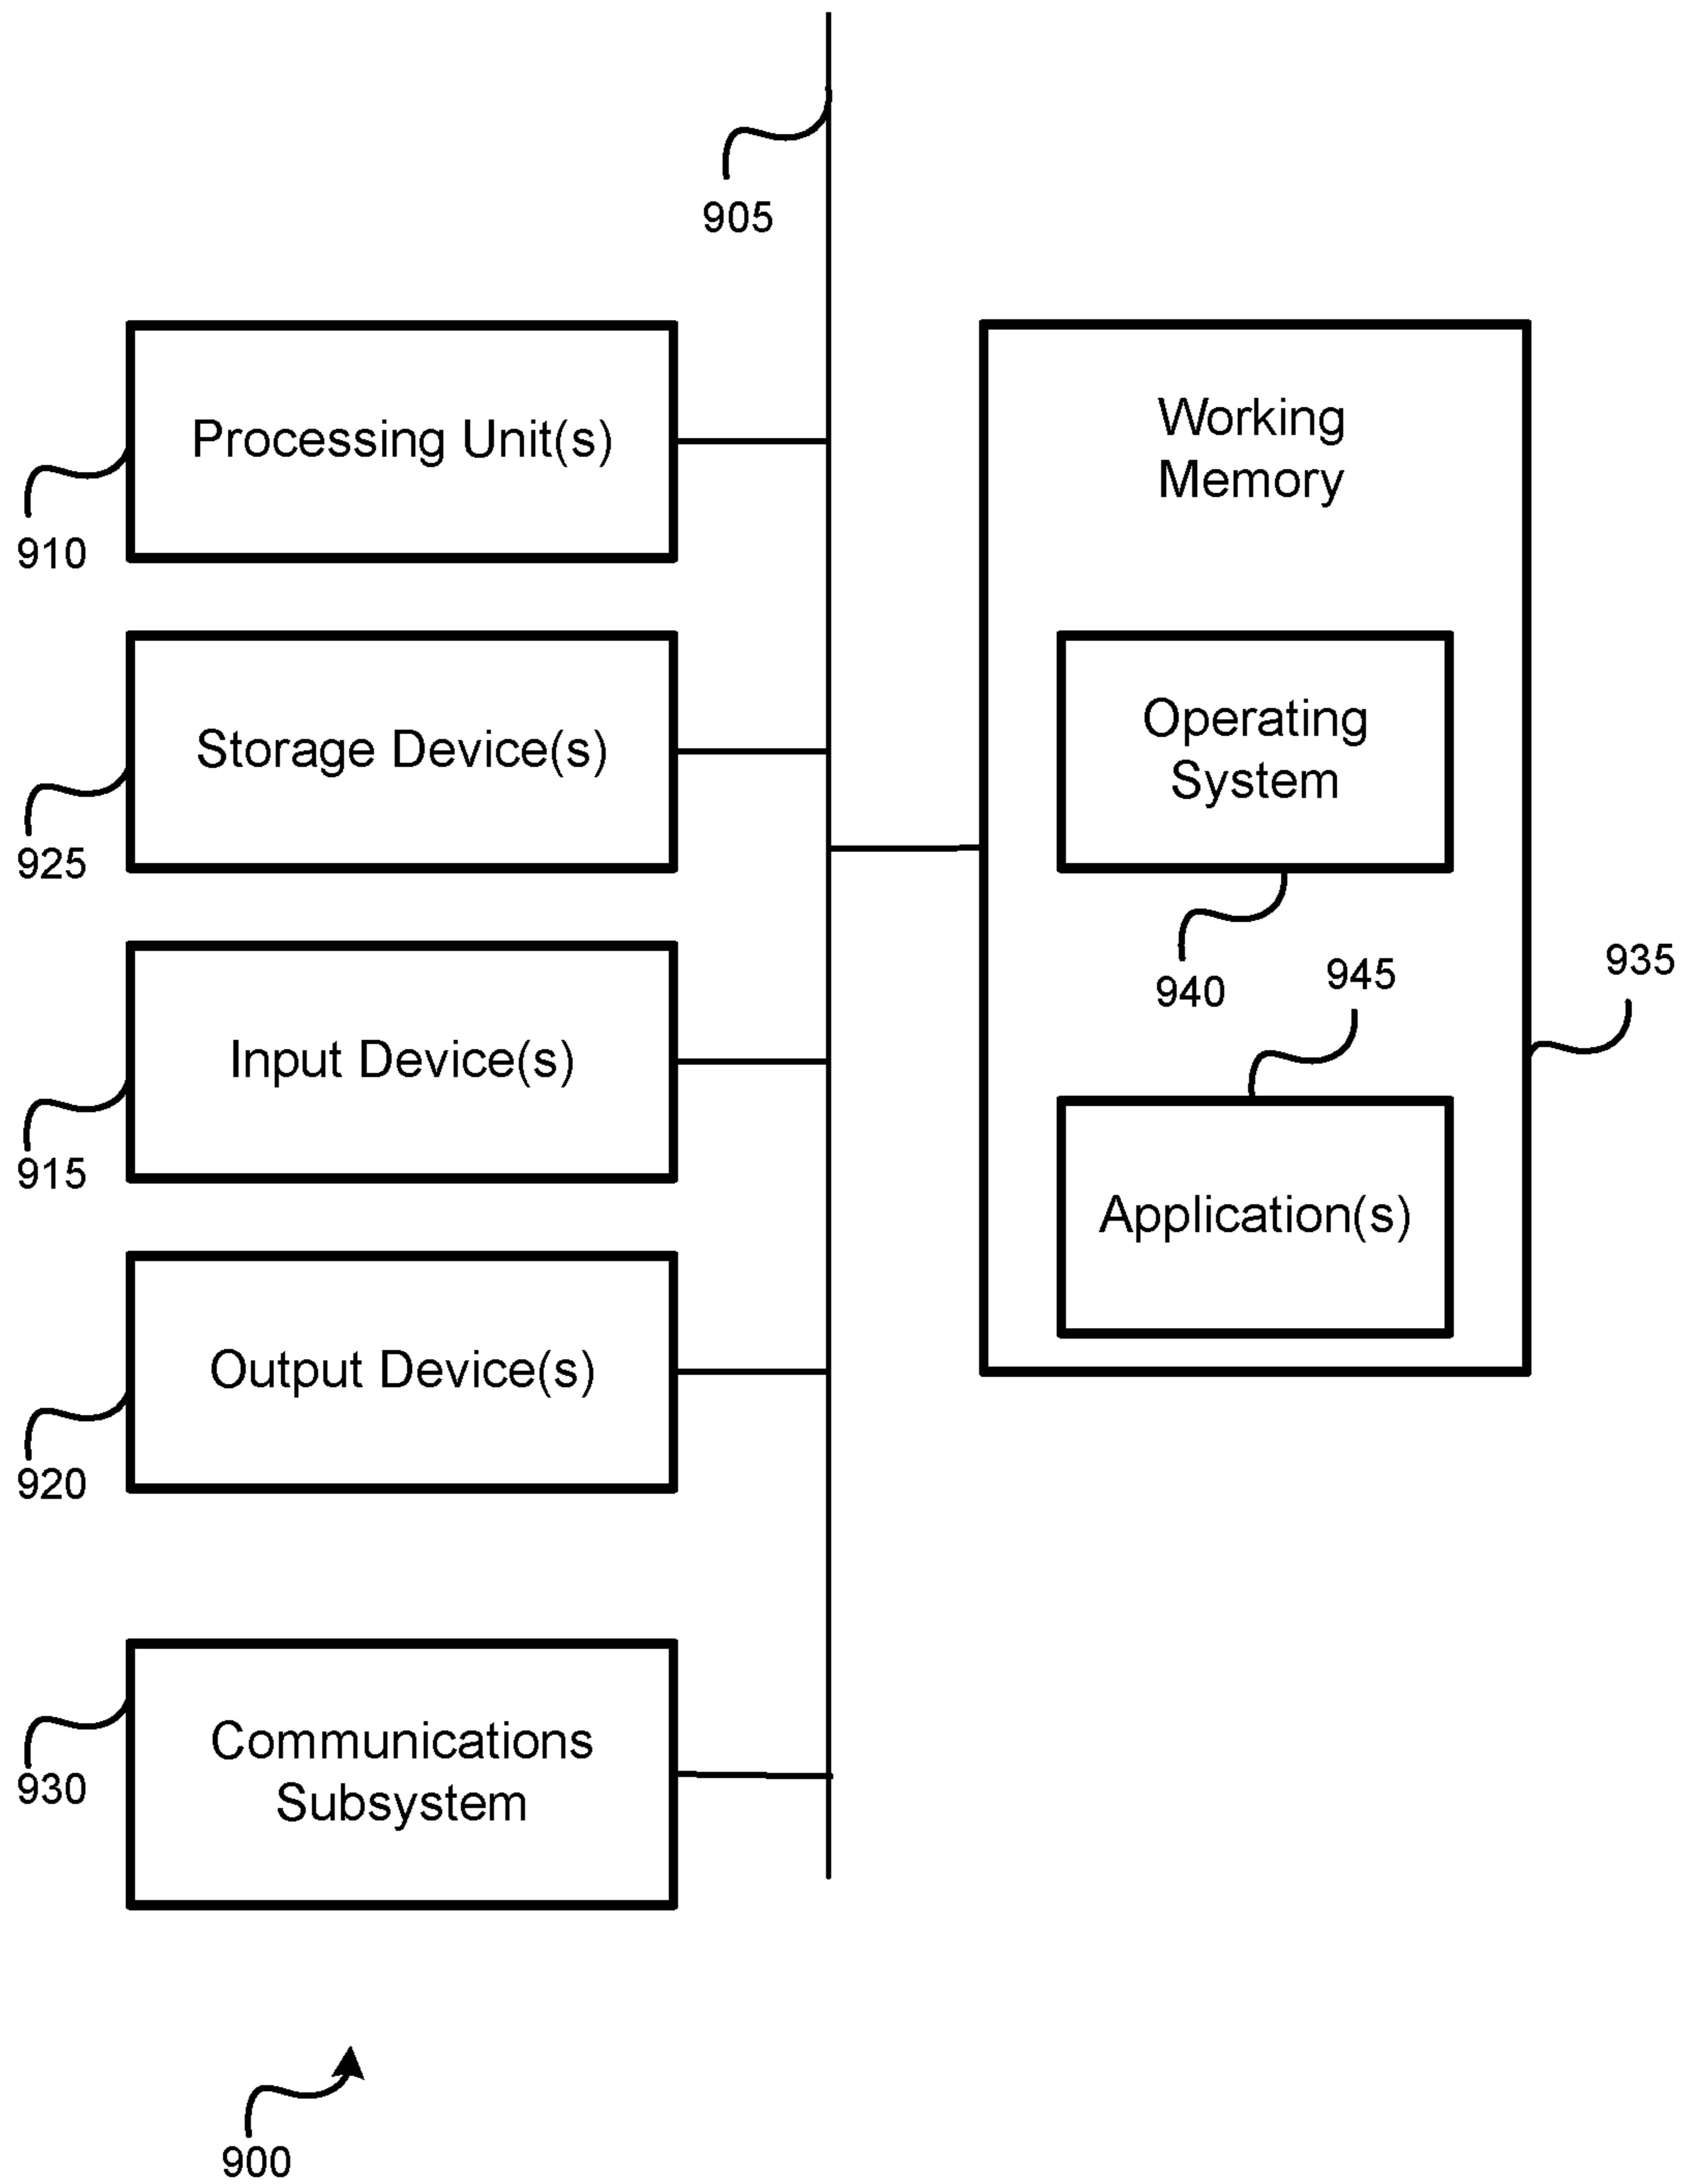 905
Processing Unit(s)
910
Storage Device(s)
925
Input Device(s)
915
Output Device(s)
920
Communications
Subsystem
930
Working
Memory
Operating
System
940
945
935
Application(s)
900